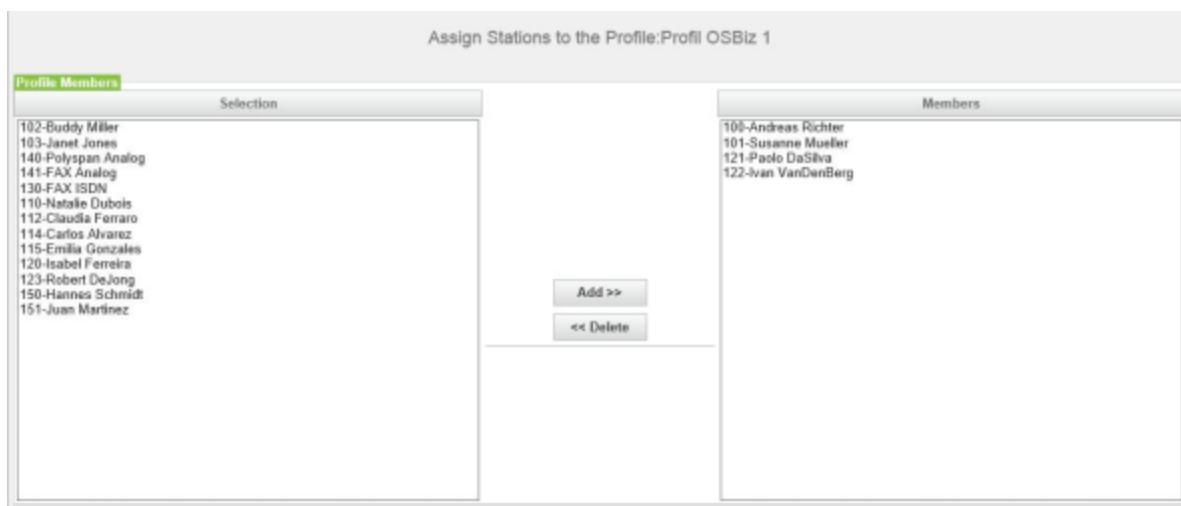 Assign Stations to the Profile:Profil OSBiz 1
Profile Members
Selection
102-Buddy Miller
103-Janet Jones
140-Polyspan Analog
141-FAX Analog
130-FAX ISDN
110-Natalie Dubois
112-Claudia Ferraro
114-Carlos Alvarez
115-Emilia Gonzales
120-Isabel Ferreira
123-Robert DeJong
150-Hannes Schmidt
151-Juan Martinez
Add >>
<< Delete
Members
100-Andreas Richter
101-Susanne Mueller
121-Paolo DaSilva
122-Ivan VanDenBerg